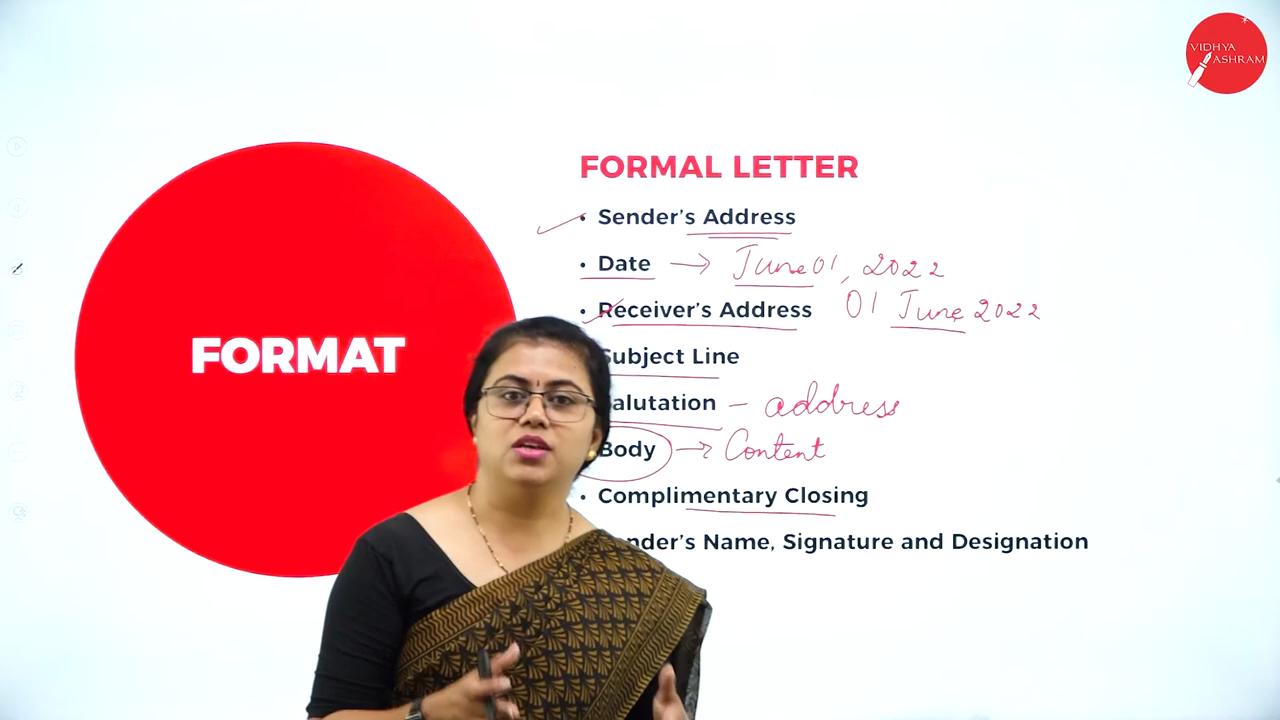 VIDHYA
ASHRAM
FORMAL LETTER
• Sender's Address
• Date → June 01, 2022
• Receiver's Address 01 June 2022
Subject Line
alutation - address
FORMAT
Body → Content
• Complimentary Closing
nder's Name, Signature and Designation